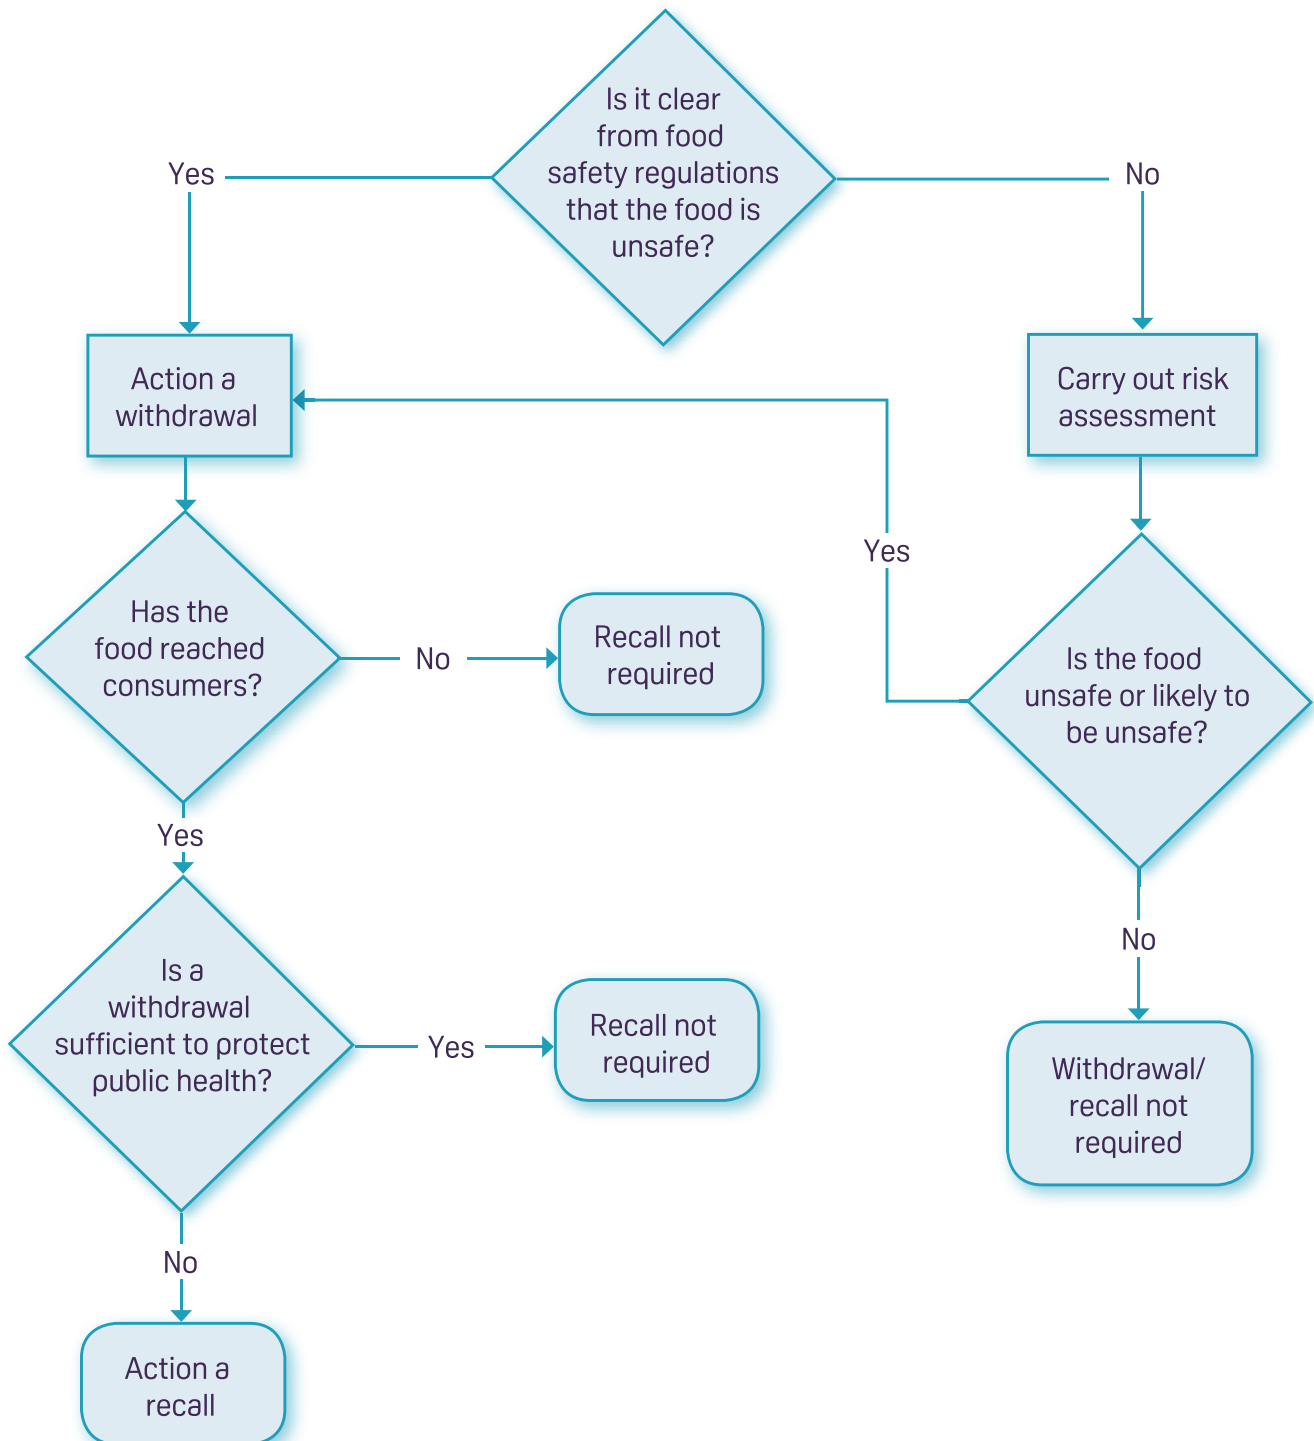 Is it clear
from food
safety regulations
that the food is
unsafe?
Yes
No
Action a
withdrawal
Carry out risk
assessment
Yes
Has the
food reached
consumers?
No
Recall not
required
Is the food
unsafe or likely to
be unsafe?
Yes
No
Is a
withdrawal
sufficient to protect
public health?
Yes
Recall not
required
Withdrawal/
recall not
required
No
Action a
recall